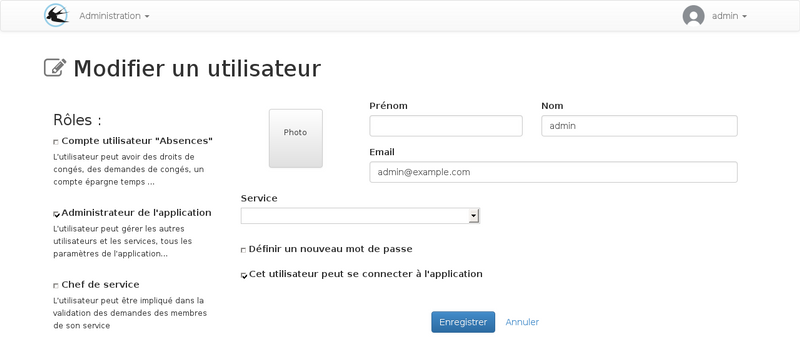 Administration
admin
Modifier un utilisateur
Rôles :
Compte utilisateur "Absences"
L'utilisateur peut avoir des droits de
congés, des demandes de congés, un
compte épargne temps ...
Administrateur de l'application
L'utilisateur peut gérer les autres
utilisateurs et les services, tous les
paramètres de l'application...
Chef de service
L'utilisateur peut être impliqué dans la
validation des demandes des membres
de son service
Photo
Prénom
Nom
admin
Email
admin@example.com
Service
Définir un nouveau mot de passe
Cet utilisateur peut se connecter à l'application
Enregistrer
Annuler